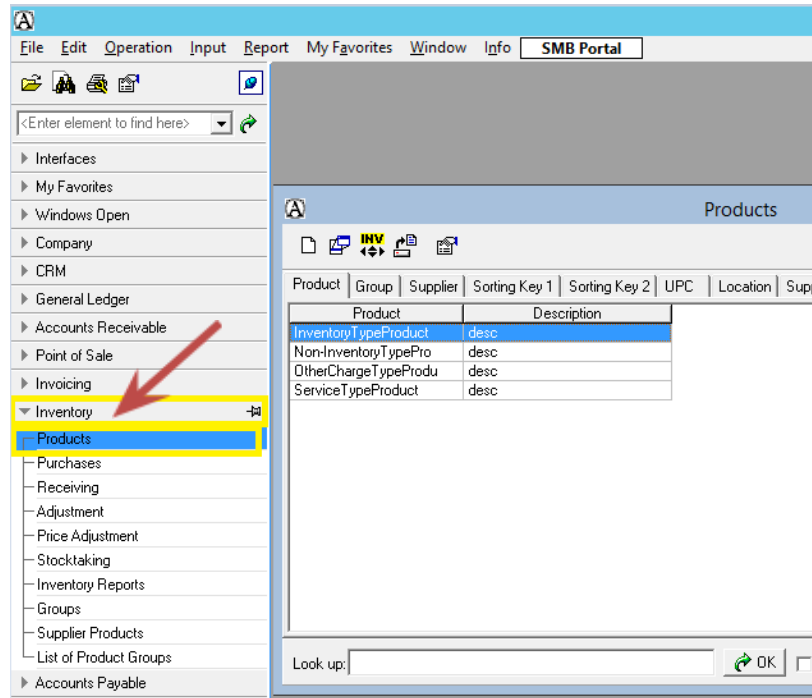 File Edit Operation Input Report My Favorites Window Info SMB Portal
<Enter element to find here>
Interfaces
My Favorites
Windows Open
Company
CRM
General Ledger
Accounts Receivable
Point of Sale
Invoicing
Inventory
Products
Purchases
Receiving
Adjustment
Price Adjustment
Stocktaking
Inventory Reports
Groups
Supplier Products
List of Product Groups
Accounts Payable
Products
INV
Product Group Supplier Sorting Key 1 Sorting Key 2 UPC Location Sup
Product Description
InventoryTypeProduct desc
Non-InventoryTypePro desc
OtherChargeTypeProdu desc
ServiceTypeProduct desc
Look up: OK